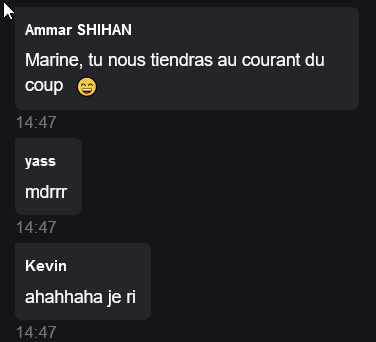 Ammar SHIHAN
Marine, tu nous tiendras au courant du
coup 😄
14:47
yass
mdrrr
14:47
Kevin
ahahhaha je ri
14:47